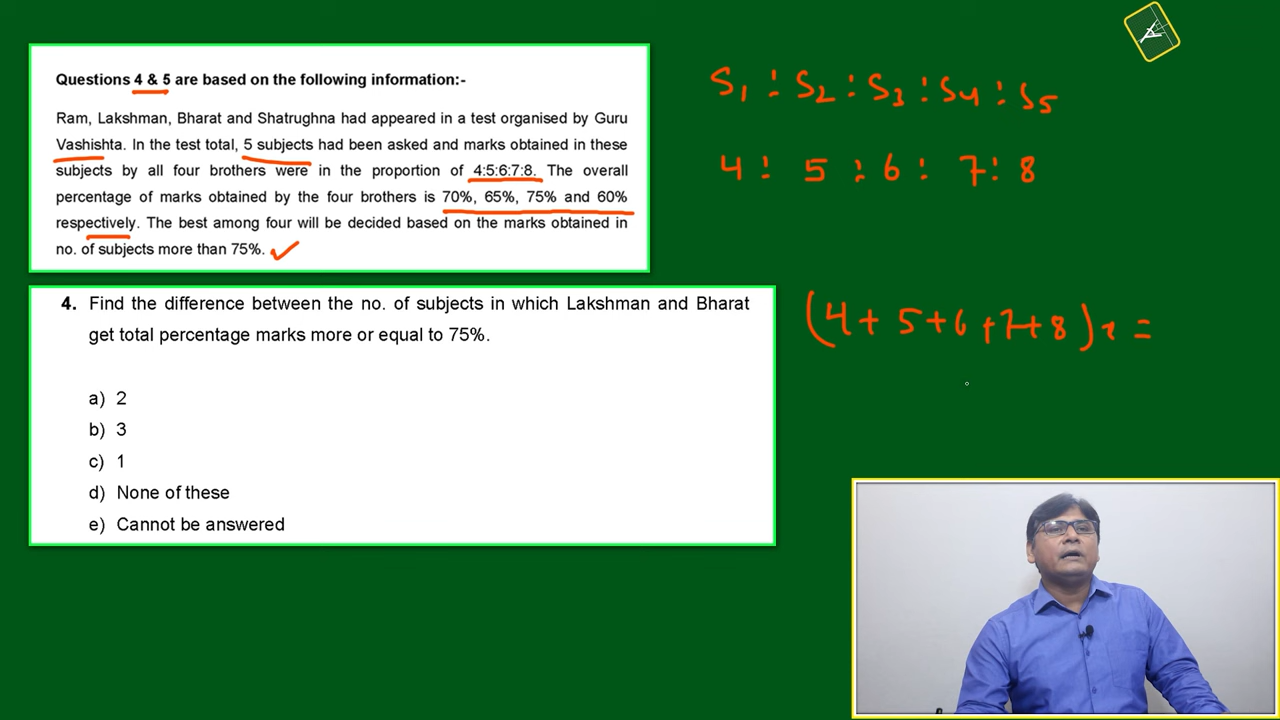 Questions 4 & 5 are based on the following information:-
Ram, Lakshman, Bharat and Shatrughna had appeared in a test organised by Guru
Vashishta. In the test total, 5 subjects had been asked and marks obtained in these
subjects by all four brothers were in the proportion of 4:5:6:7:8. The overall
percentage of marks obtained by the four brothers is 70%, 65%, 75% and 60%
respectively. The best among four will be decided based on the marks obtained in
no. of subjects more than 75%.
4. Find the difference between the no. of subjects in which Lakshman and Bharat
get total percentage marks more or equal to 75%.
a) 2
b) 3
c) 1
d) None of these
e) Cannot be answered
S1 : S2 : S3 : S4 : S5
4 : 5 : 6 : 7 : 8
(4+5+6+7+8)x =